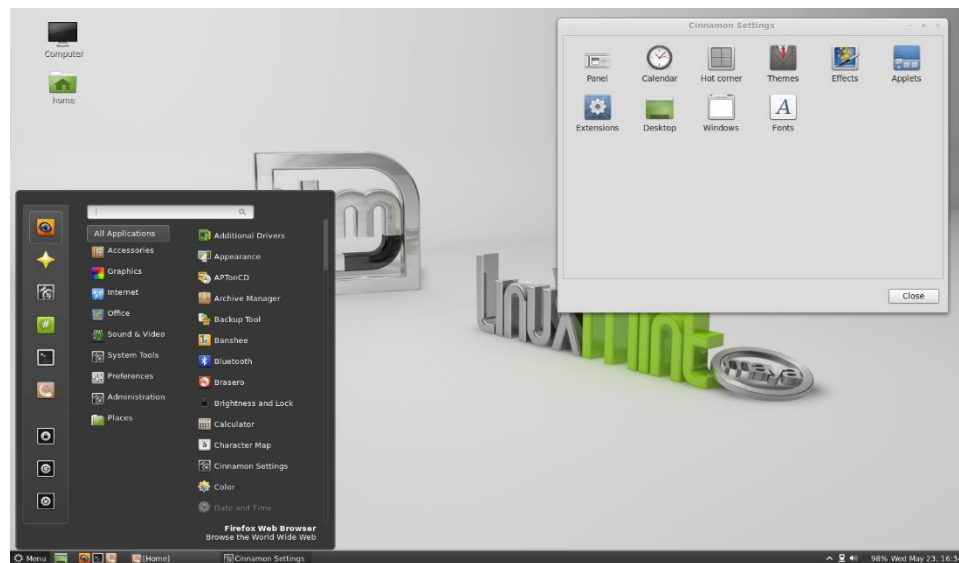 Computer
home
Cinnamon Settings
Panel
Calendar
Hot corner
Themes
Effects
Applets
Extensions
Desktop
Windows
Fonts
Close
All Applications
Accessories
Graphics
Internet
Office
Sound & Video
System Tools
Preferences
Administration
Places
Additional Drivers
Appearance
APTonCD
Archive Manager
Backup Tool
Banshee
Bluetooth
Brasero
Brightness and Lock
Calculator
Character Map
Cinnamon Settings
Color
Date and Time
Firefox Web Browser
Browse the World Wide Web
Linux Mint
maya
Menu
[Home]
Cinnamon Settings
98% Wed May 23, 16:34